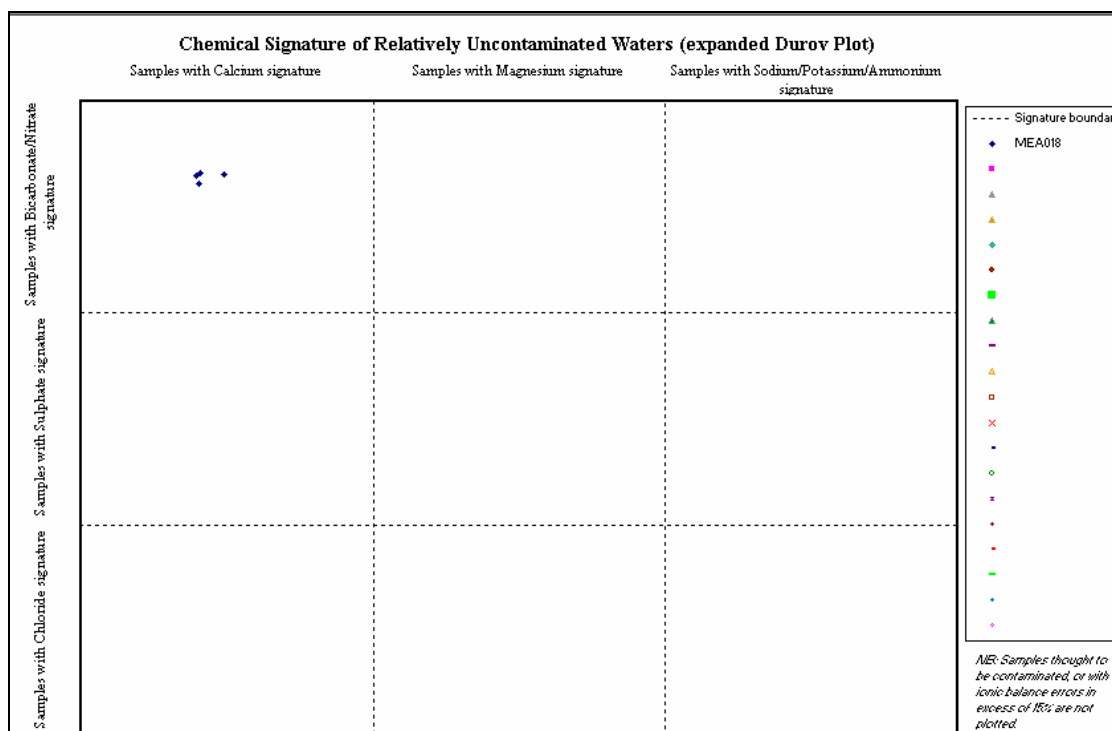 Chemical Signature of Relatively Uncontaminated Waters (expanded Durov Plot)
Samples with Calcium signature
Samples with Magnesium signature
Samples with Sodium/Potassium/Ammonium
signature
Samples with Bicarbonate/Nitrate
signature
Samples with Sulphate signature
Samples with Chloride signature
Signature boundar
MEA018
NB: Samples thought to
be contaminated, or with
ionic balance errors in
excess of 15% are not
plotted.